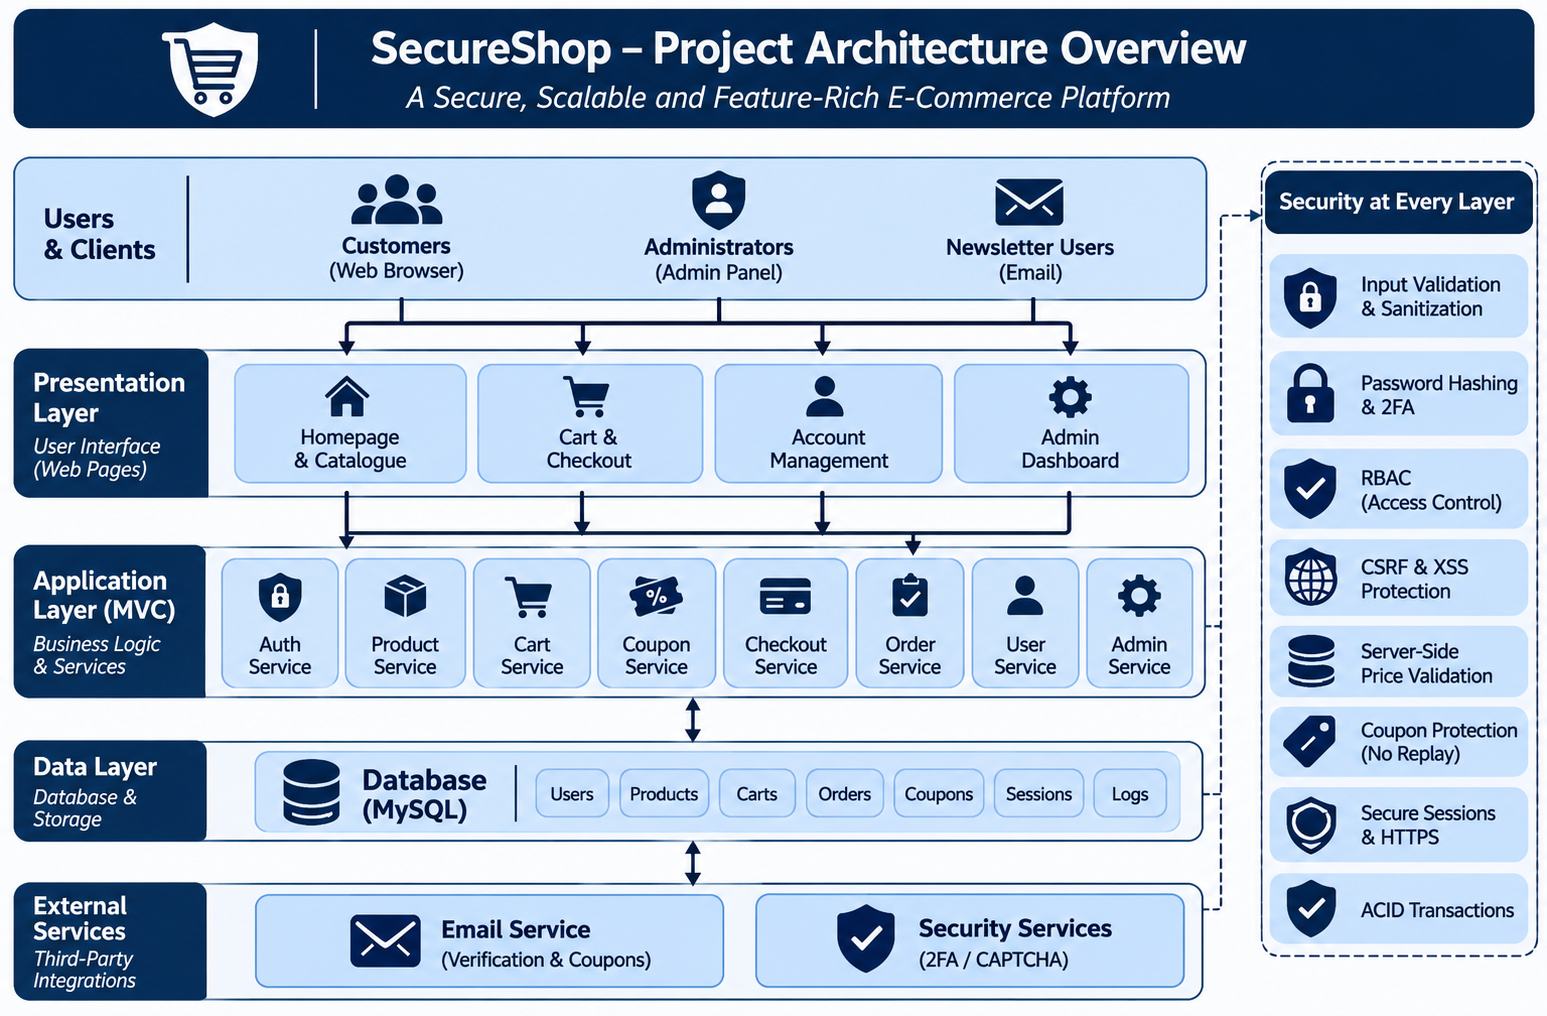 SecureShop – Project Architecture Overview
A Secure, Scalable and Feature-Rich E-Commerce Platform
Users
& Clients
Customers
(Web Browser)
Administrators
(Admin Panel)
Newsletter Users
(Email)
Presentation
Layer
User Interface
(Web Pages)
Homepage
& Catalogue
Cart &
Checkout
Account
Management
Admin
Dashboard
Application
Layer (MVC)
Business Logic
& Services
Auth
Service
Product
Service
Cart
Service
%
Coupon
Service
Checkout
Service
Order
Service
User
Service
Admin
Service
Data Layer
Database &
Storage
Database
(MySQL)
Users
Products
Carts
Orders
Coupons
Sessions
Logs
External
Services
Third-Party
Integrations
Email Service
(Verification & Coupons)
Security Services
(2FA / CAPTCHA)
Security at Every Layer
Input Validation
& Sanitization
Password Hashing
& 2FA
RBAC
(Access Control)
CSRF & XSS
Protection
Server-Side
Price Validation
Coupon Protection
(No Replay)
Secure Sessions
& HTTPS
ACID Transactions